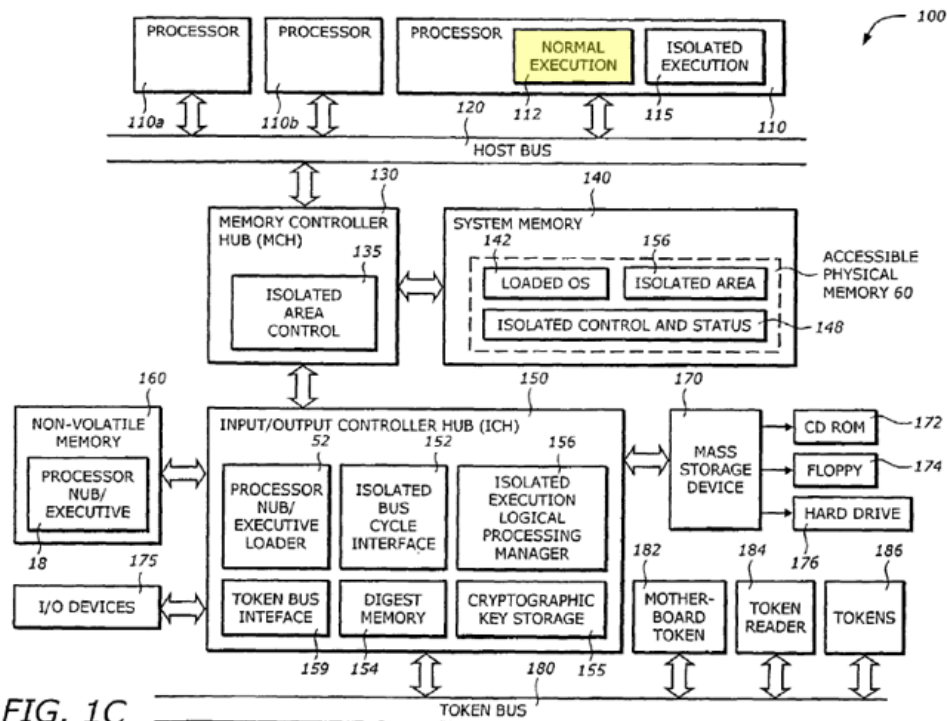 100
PROCESSOR
110a
PROCESSOR
110b
PROCESSOR
NORMAL
EXECUTION
112
ISOLATED
EXECUTION
115
110
120
HOST BUS
130
MEMORY CONTROLLER
HUB (MCH)
135
ISOLATED
AREA
CONTROL
140
SYSTEM MEMORY
142
LOADED OS
156
ISOLATED AREA
ISOLATED CONTROL AND STATUS
148
ACCESSIBLE
PHYSICAL
MEMORY 60
160
NON-VOLATILE
MEMORY
PROCESSOR
NUB/
EXECUTIVE
18
175
I/O DEVICES
150
INPUT/OUTPUT CONTROLLER HUB (ICH)
52
PROCESSOR
NUB/
EXECUTIVE
LOADER
152
ISOLATED
BUS
CYCLE
INTERFACE
156
ISOLATED
EXECUTION
LOGICAL
PROCESSING
MANAGER
TOKEN BUS
INTEFACE
159
DIGEST
MEMORY
154
CRYPTOGRAPHIC
KEY STORAGE
155
170
MASS
STORAGE
DEVICE
CD ROM
172
FLOPPY
174
HARD DRIVE
176
182
MOTHER-
BOARD
TOKEN
184
TOKEN
READER
186
TOKENS
180
TOKEN BUS
FIG. 1C